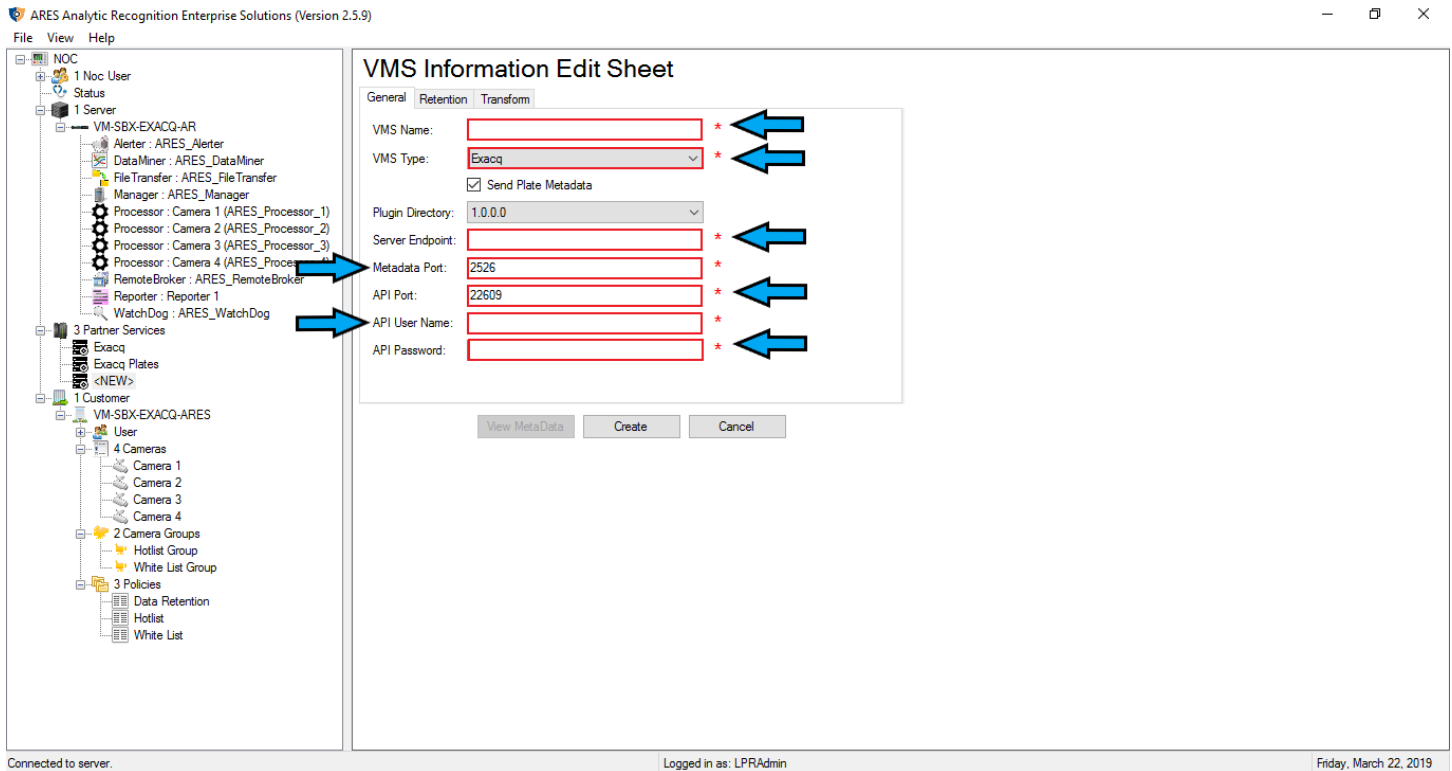 ARES Analytic Recognition Enterprise Solutions (Version 2.5.9)
File View Help
NOC
1 Noc User
Status
1 Server
VM-SBX-EXACQ-AR
Alerter : ARES_Alerter
DataMiner : ARES_DataMiner
FileTransfer : ARES_FileTransfer
Manager : ARES_Manager
Processor : Camera 1 (ARES_Processor_1)
Processor : Camera 2 (ARES_Processor_2)
Processor : Camera 3 (ARES_Processor_3)
Processor : Camera 4 (ARES_Proces
RemoteBroker : ARES_RemoteBroker
Reporter : Reporter 1
WatchDog : ARES_WatchDog
3 Partner Services
Exacq
Exacq Plates
<NEW>
1 Customer
VM-SBX-EXACQ-ARES
User
4 Cameras
Camera 1
Camera 2
Camera 3
Camera 4
2 Camera Groups
Hotlist Group
White List Group
3 Policies
Data Retention
Hotlist
White List
VMS Information Edit Sheet
General Retention Transform
VMS Name: *
VMS Type: Exacq *
Send Plate Metadata
Plugin Directory: 1.0.0.0
Server Endpoint: *
Metadata Port: 2526 *
API Port: 22609 *
API User Name: *
API Password: *
View MetaData Create Cancel
Connected to server. Logged in as: LPRAdmin Friday, March 22, 2019